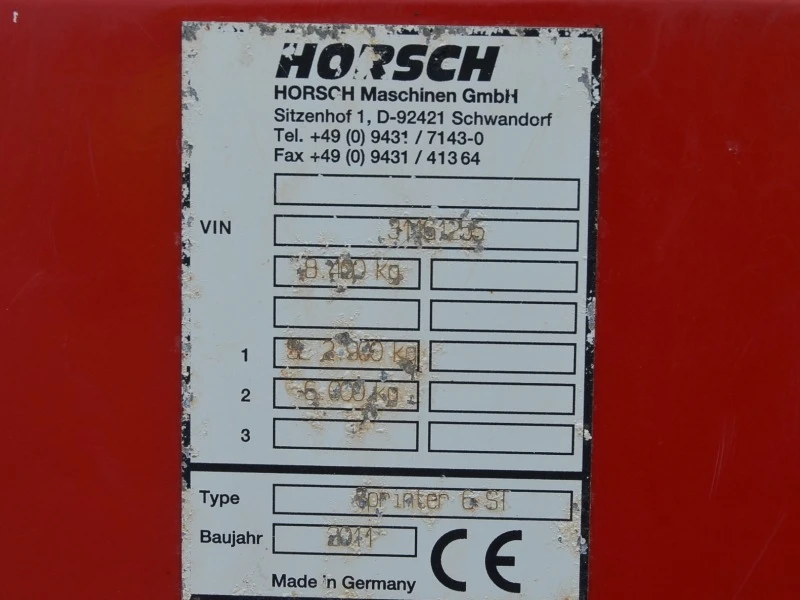 HORSCH
HORSCH Maschinen GmbH
Sitzenhof 1, D-92421 Schwandorf
Tel. +49 (0) 9431 / 7143-0
Fax +49 (0) 9431 / 413 64
VIN
kg
1 kg
2 6 000 kg
3
Type Sprinter 6 ST
Baujahr 2011
Made in Germany CE